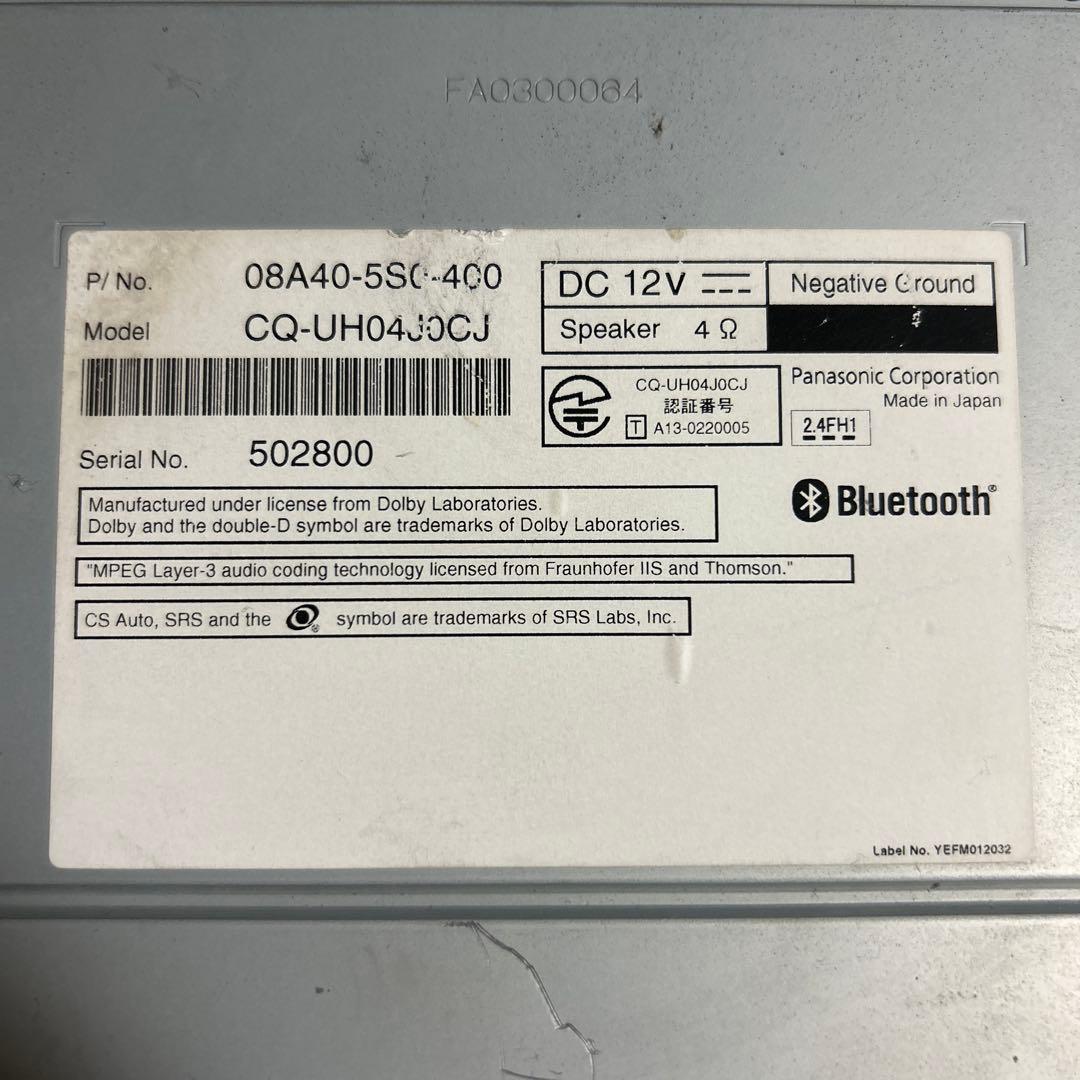 FA0300064
P/ No. 08A40-5S0-400
Model CQ-UH04J0CJ
Serial No. 502800
DC 12V
Negative Ground
Speaker 4 Ω
CQ-UH04J0CJ
認証番号
T A13-0220005
Panasonic Corporation
Made in Japan
2.4FH1
Bluetooth®
Manufactured under license from Dolby Laboratories.
Dolby and the double-D symbol are trademarks of Dolby Laboratories.
"MPEG Layer-3 audio coding technology licensed from Fraunhofer IIS and Thomson."
CS Auto, SRS and the ® symbol are trademarks of SRS Labs, Inc.
Label No. YEFM012032